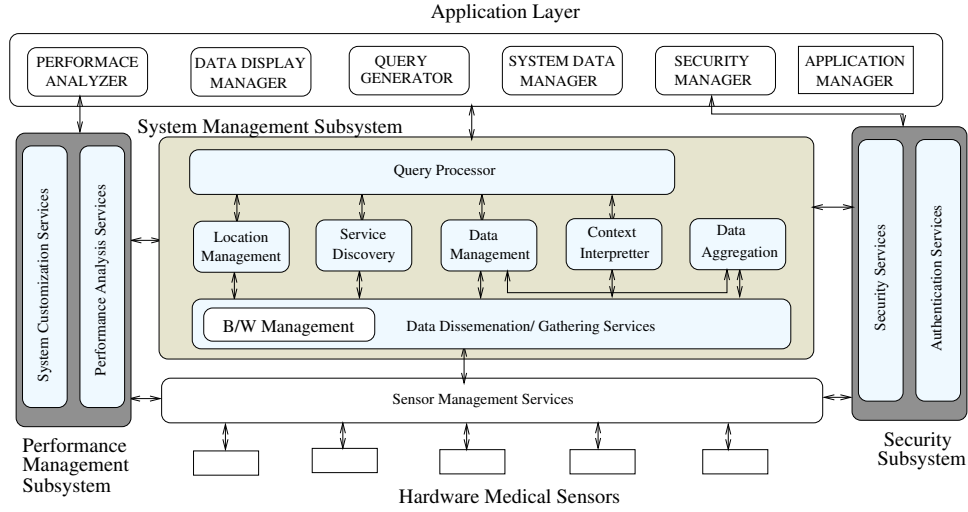 Application Layer
PERFORMACE
ANALYZER
DATA DISPLAY
MANAGER
QUERY
GENERATOR
SYSTEM DATA
MANAGER
SECURITY
MANAGER
APPLICATION
MANAGER
System Management Subsystem
System Customization Services
Performance Analysis Services
Query Processor
Location
Management
Service
Discovery
Data
Management
Context
Interpretter
Data
Aggregation
B/W Management
Data Dissemenation/ Gathering Services
Security Services
Authentication Services
Sensor Management Services
Performance
Management
Subsystem
Security
Subsystem
Hardware Medical Sensors